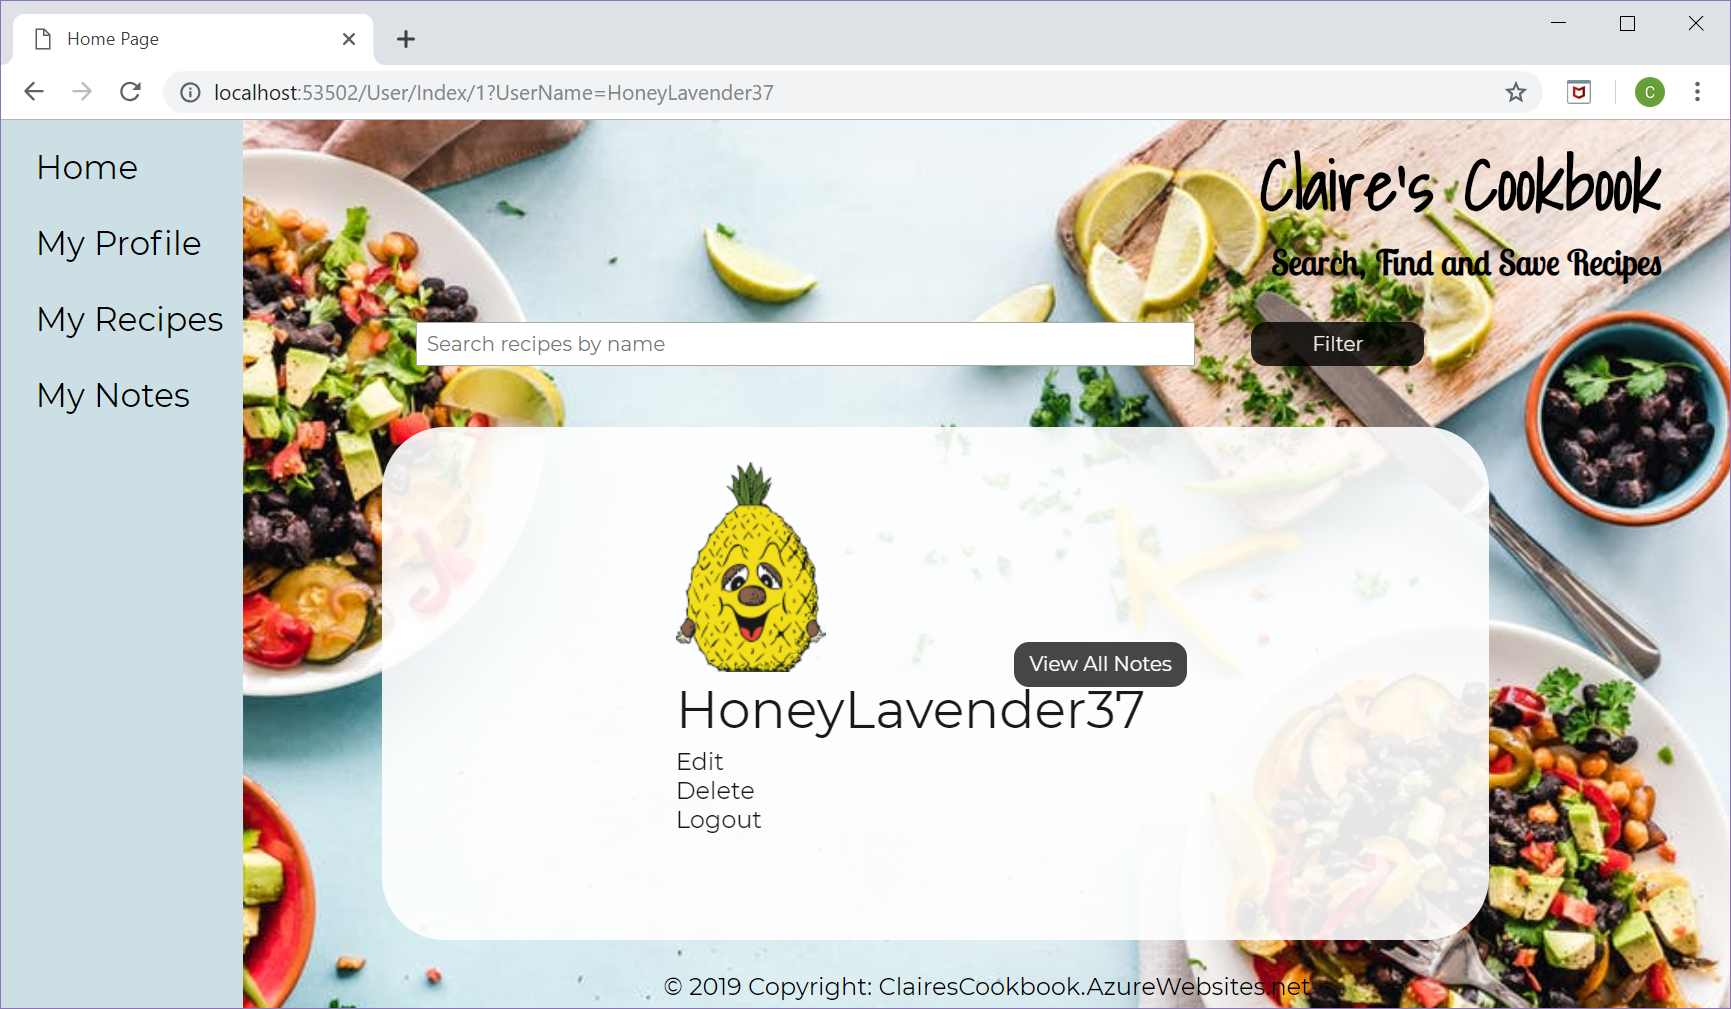 Home Page
localhost:53502/User/Index/1?UserName=HoneyLavender37
C
Home
My Profile
My Recipes
My Notes
Claire's Cookbook
Search, Find and Save Recipes
Search recipes by name
Filter
View All Notes
HoneyLavender37
Edit
Delete
Logout
© 2019 Copyright: ClairesCookbook.AzureWebsites.net